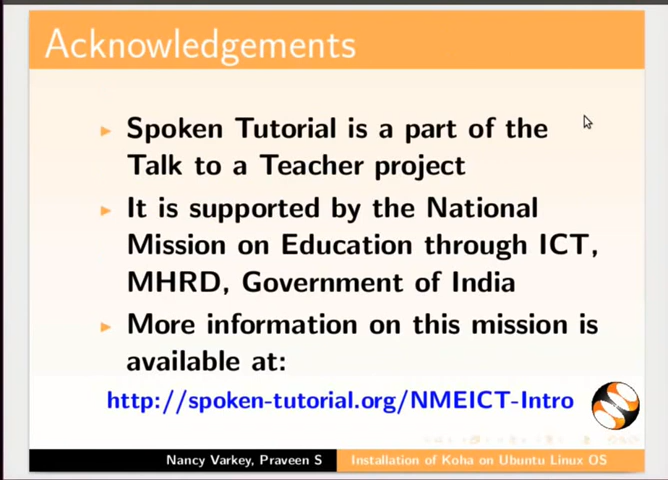 Acknowledgements
Spoken Tutorial is a part of the
Talk to a Teacher project
It is supported by the National
Mission on Education through ICT,
MHRD, Government of India
More information on this mission is
available at:
http://spoken-tutorial.org/NMEICT-Intro
Nancy Varkey, Praveen S
Installation of Koha on Ubuntu Linux OS